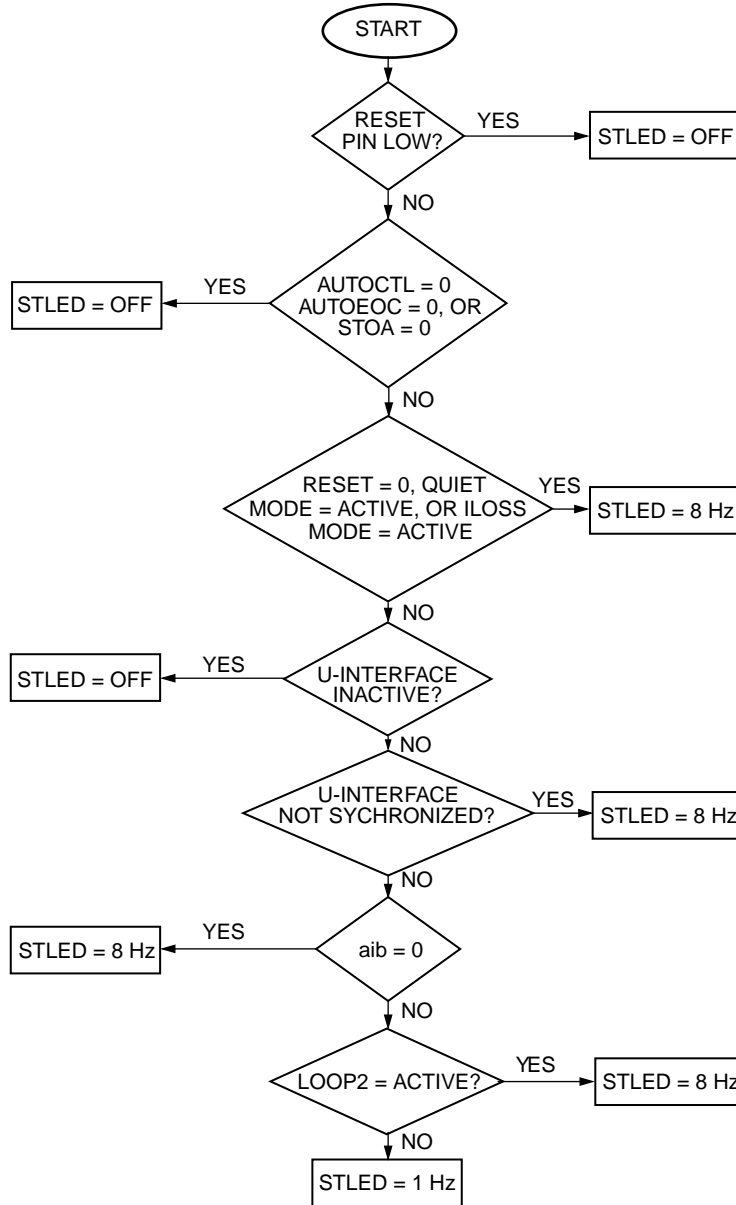 START
RESET
PIN LOW?
YES
STLED = OFF
NO
AUTOCTL = 0
AUTOEOC = 0, OR
STOA = 0
YES
STLED = OFF
NO
RESET = 0, QUIET
MODE = ACTIVE, OR ILOSS
MODE = ACTIVE
YES
STLED = 8 Hz
NO
U-INTERFACE
INACTIVE?
YES
STLED = OFF
NO
U-INTERFACE
NOT SYCHRONIZED?
YES
STLED = 8 Hz
NO
aib = 0
YES
STLED = 8 Hz
NO
LOOP2 = ACTIVE?
YES
STLED = 8 Hz
NO
STLED = 1 Hz